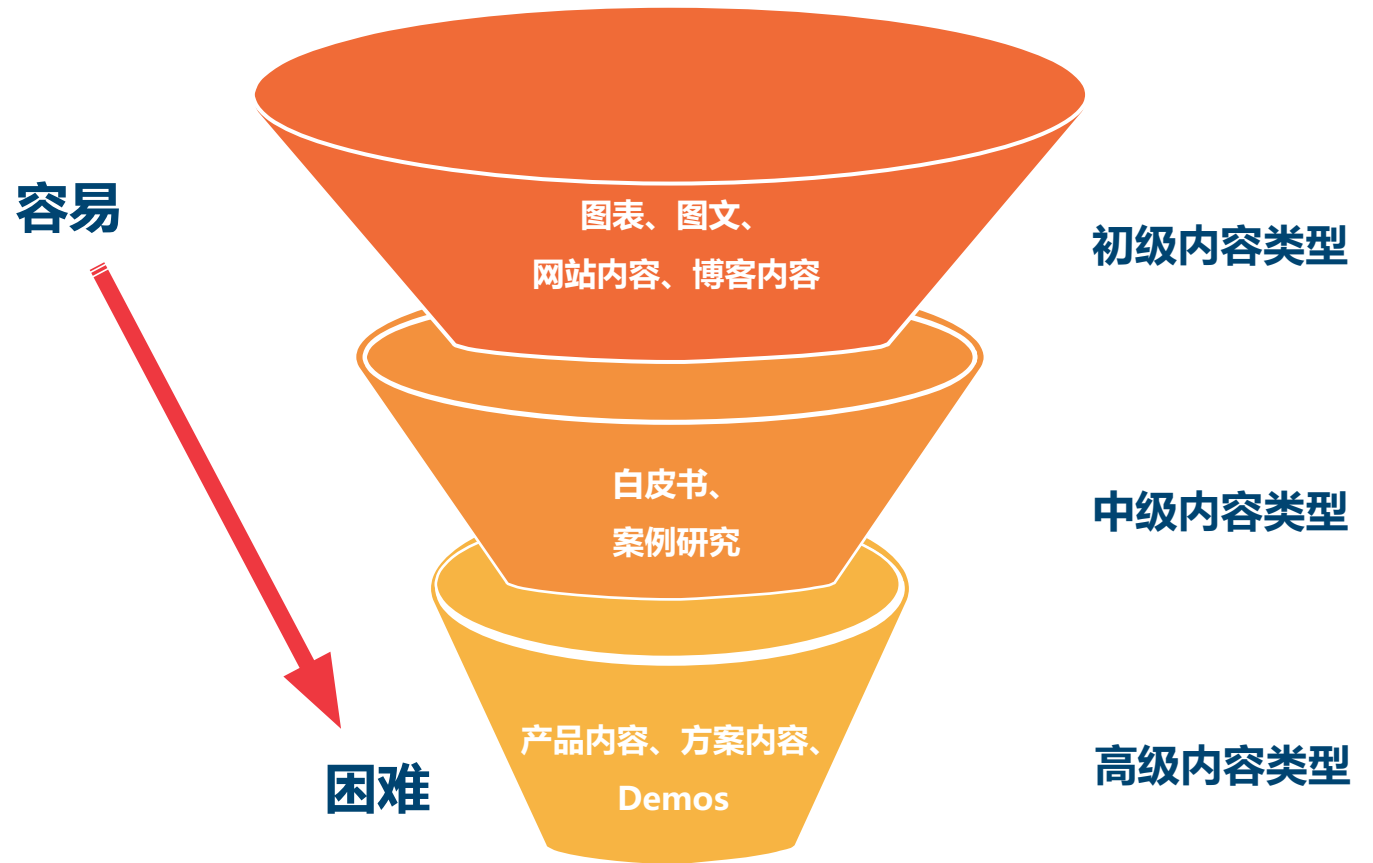 容易
图表、图文、
网站内容、博客内容
初级内容类型
白皮书、
案例研究
中级内容类型
产品内容、方案内容、
Demos
高级内容类型
困难